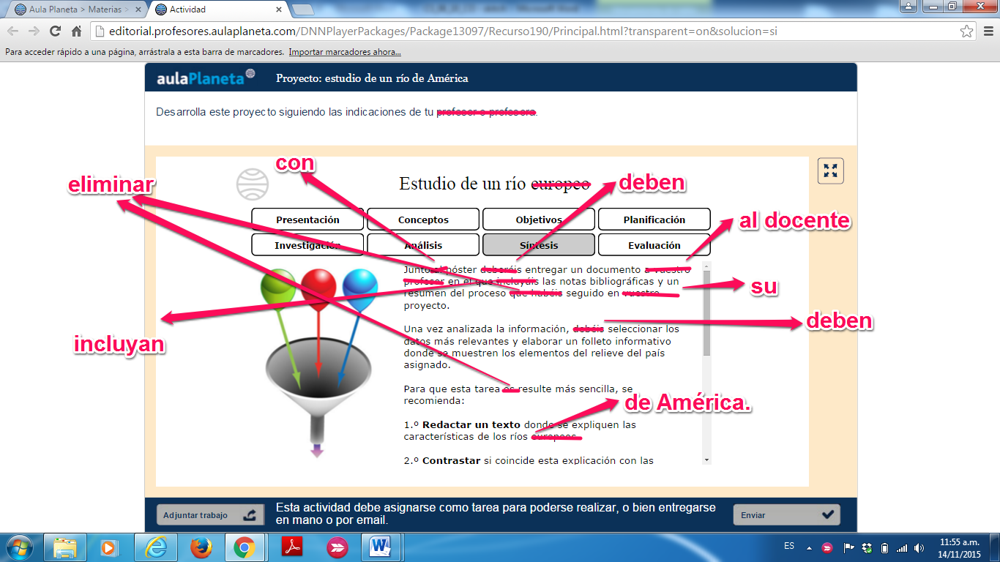 Aula Planeta > Materias >
Actividad
editorial.profesores.aulaplaneta.com/DNNPlayerPackages/Package13097/Recurso190/Principal.html?transparent=on&solucion=si
Para acceder rápido a una página, arrástrala a esta barra de marcadores. Importar marcadores ahora...
aulaPlaneta
Proyecto: estudio de un río de América
Desarrolla este proyecto siguiendo las indicaciones de tu profesor o profesora.
con
eliminar
Estudio de un río europeo
deben
al docente
Presentación
Conceptos
Objetivos
Planificación
Investigación
Análisis
Síntesis
Evaluación
Junto al póster deberéis entregar un documento a vuestro
profesor en el que incluyáis las notas bibliográficas y un
resumen del proceso que habéis seguido en vuestro
proyecto.
su
deben
incluyan
Una vez analizada la información, debéis seleccionar los
datos más relevantes y elaborar un folleto informativo
donde se muestren los elementos del relieve del país
asignado.
Para que esta tarea os resulte más sencilla, se
recomienda:
de América.
1.º Redactar un texto donde se expliquen las
características de los ríos europeos.
2.º Contrastar si coincide esta explicación con las
Adjuntar trabajo
Esta actividad debe asignarse como tarea para poderse realizar, o bien entregarse
en mano o por email.
Enviar
ES
11:55 a.m.
14/11/2015